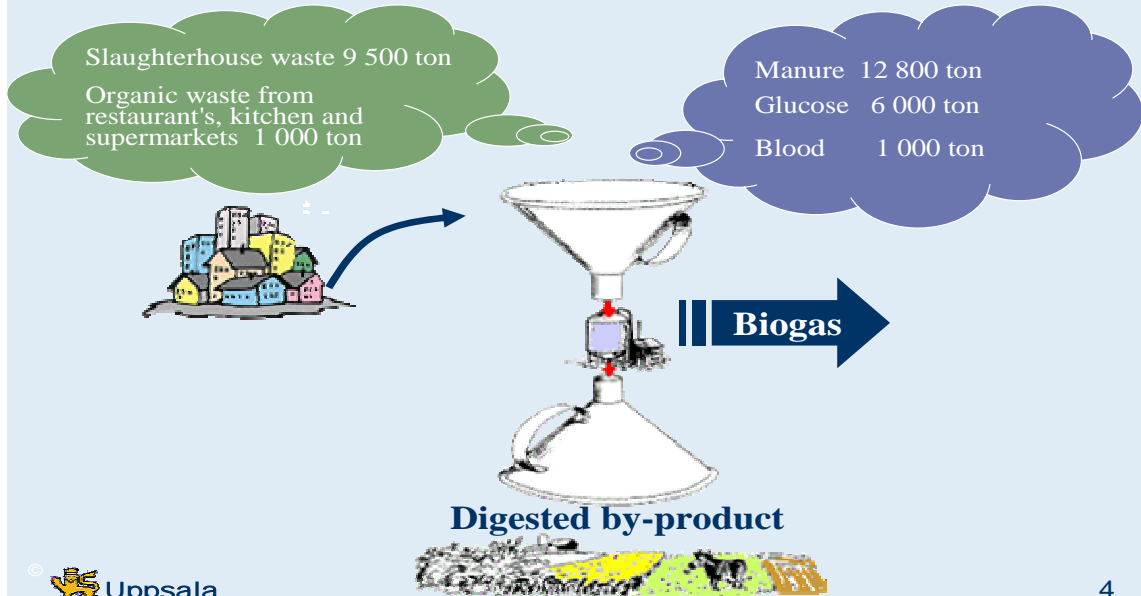 Slaughterhouse waste 9 500 ton
Organic waste from
restaurant's, kitchen and
supermarkets 1 000 ton
Manure 12 800 ton
Glucose 6 000 ton
Blood 1 000 ton
Biogas
Digested by-product
©
Uppsala
4